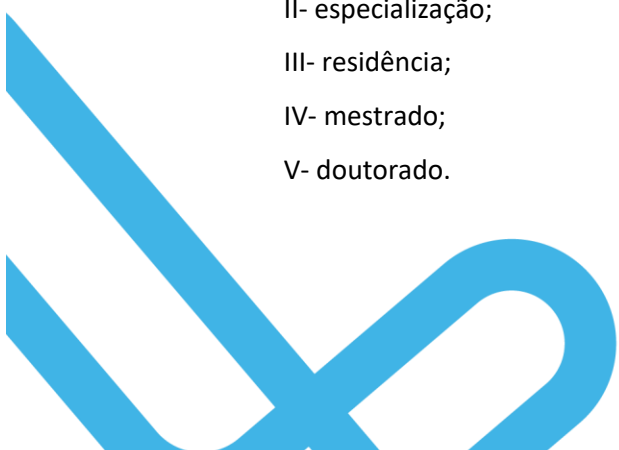 II- especialização;
III- residência;
IV- mestrado;
V- doutorado.